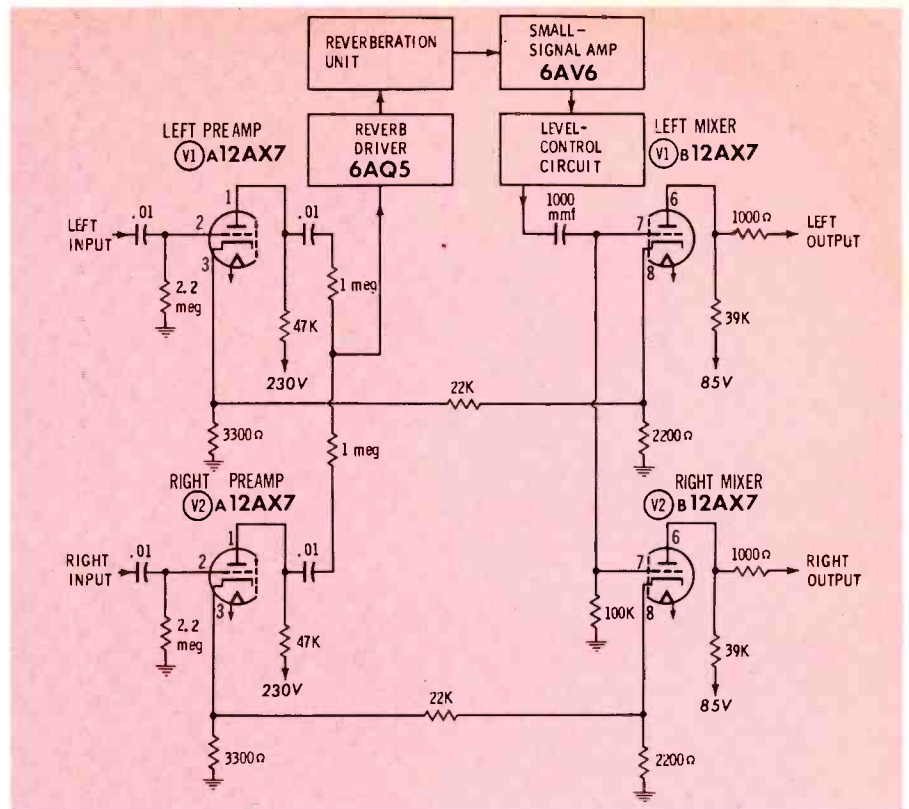 REVERBERATION
UNIT
SMALL-
SIGNAL AMP
6AV6
LEFT PREAMP
V1 A 12AX7
REVERB
DRIVER
6AQ5
LEVEL-
CONTROL
CIRCUIT
LEFT MIXER
V1 B 12AX7
LEFT
INPUT
.01
2
1
3
.01
2.2
meg
1 meg
47K
230V
1000
mmf
7
6
8
1000Ω
LEFT
OUTPUT
39K
85V
22K
3300Ω
1 meg
2200Ω
RIGHT PREAMP
V2 A 12AX7
RIGHT MIXER
V2 B 12AX7
RIGHT
INPUT
.01
2
1
3
.01
2.2
meg
47K
230V
7
6
8
1000Ω
RIGHT
OUTPUT
100K
39K
85V
22K
3300Ω
2200Ω